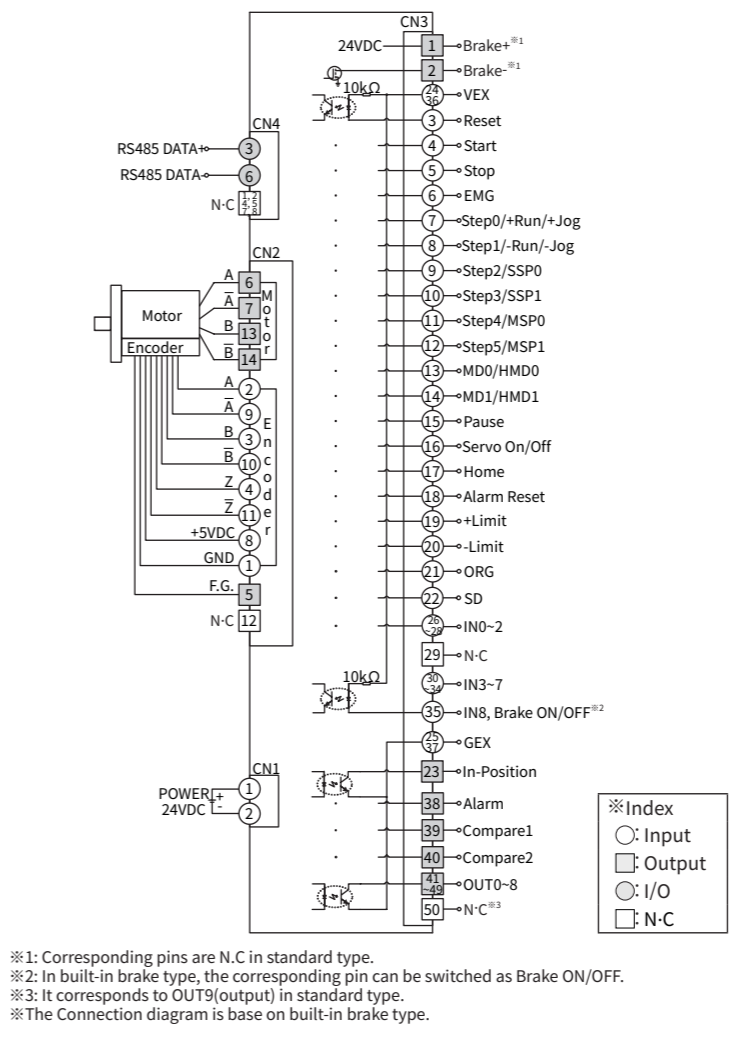 CN3
24VDC 1 Brake+※1
2 Brake-※1
10kΩ 24 36 VEX
3 Reset
CN4
RS485 DATA+ 3
RS485 DATA- 6
N·C 1, 2 4, 5 7, 8
4 Start
5 Stop
6 EMG
7 Step0/+Run/+Jog
8 Step1/-Run/-Jog
9 Step2/SSP0
10 Step3/SSP1
11 Step4/MSP0
12 Step5/MSP1
13 MD0/HMD0
14 MD1/HMD1
15 Pause
16 Servo On/Off
17 Home
18 Alarm Reset
19 +Limit
20 -Limit
21 ORG
22 SD
26 ~28 IN0~2
29 N·C
10kΩ 30 ~34 IN3~7
35 IN8, Brake ON/OFF※2
25 37 GEX
23 In-Position
38 Alarm
39 Compare1
40 Compare2
41 ~49 OUT0~8
50 N·C※3
CN2
Motor
Encoder
A 6
A̅ 7
B 13
B̅ 14
Motor
A 2
A̅ 9
B 3
B̅ 10
Z 4
Z̅ 11
+5VDC 8
GND 1
Encoder
F.G. 5
N·C 12
CN1
POWER + 1
24VDC - 2
※Index
: Input
: Output
: I/O
: N·C
※1: Corresponding pins are N.C in standard type.
※2: In built-in brake type, the corresponding pin can be switched as Brake ON/OFF.
※3: It corresponds to OUT9(output) in standard type.
※The Connection diagram is base on built-in brake type.